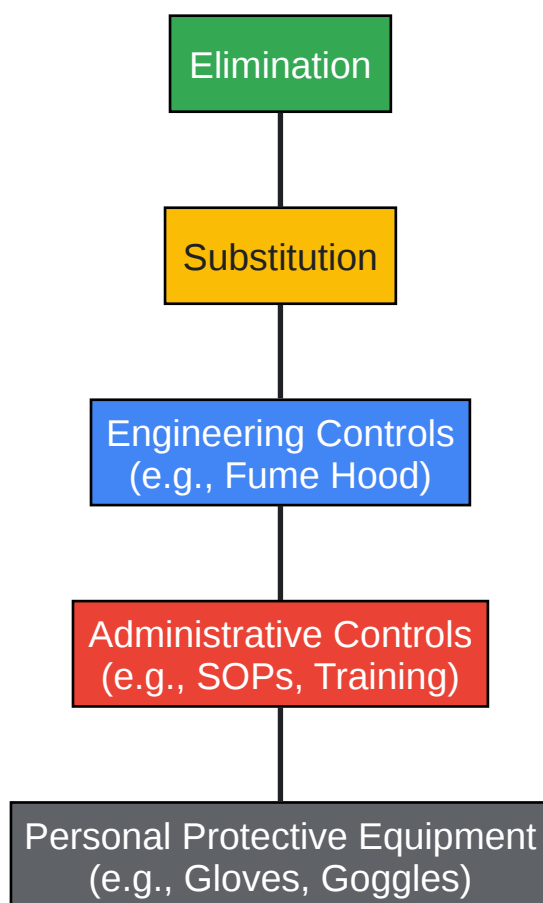 Elimination
Substitution
Engineering Controls
(e.g., Fume Hood)
Administrative Controls
(e.g., SOPs, Training)
Personal Protective Equipment
(e.g., Gloves, Goggles)